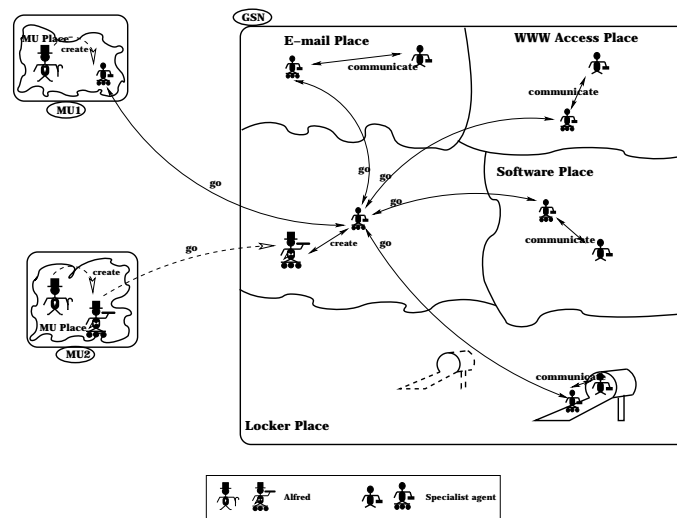 GSN
MU Place
create
MU1
E-mail Place
communicate
WWW Access Place
communicate
go
go
go
go
Software Place
go
create
go
communicate
create
MU Place
MU2
communicate
Locker Place
Alfred
Specialist agent